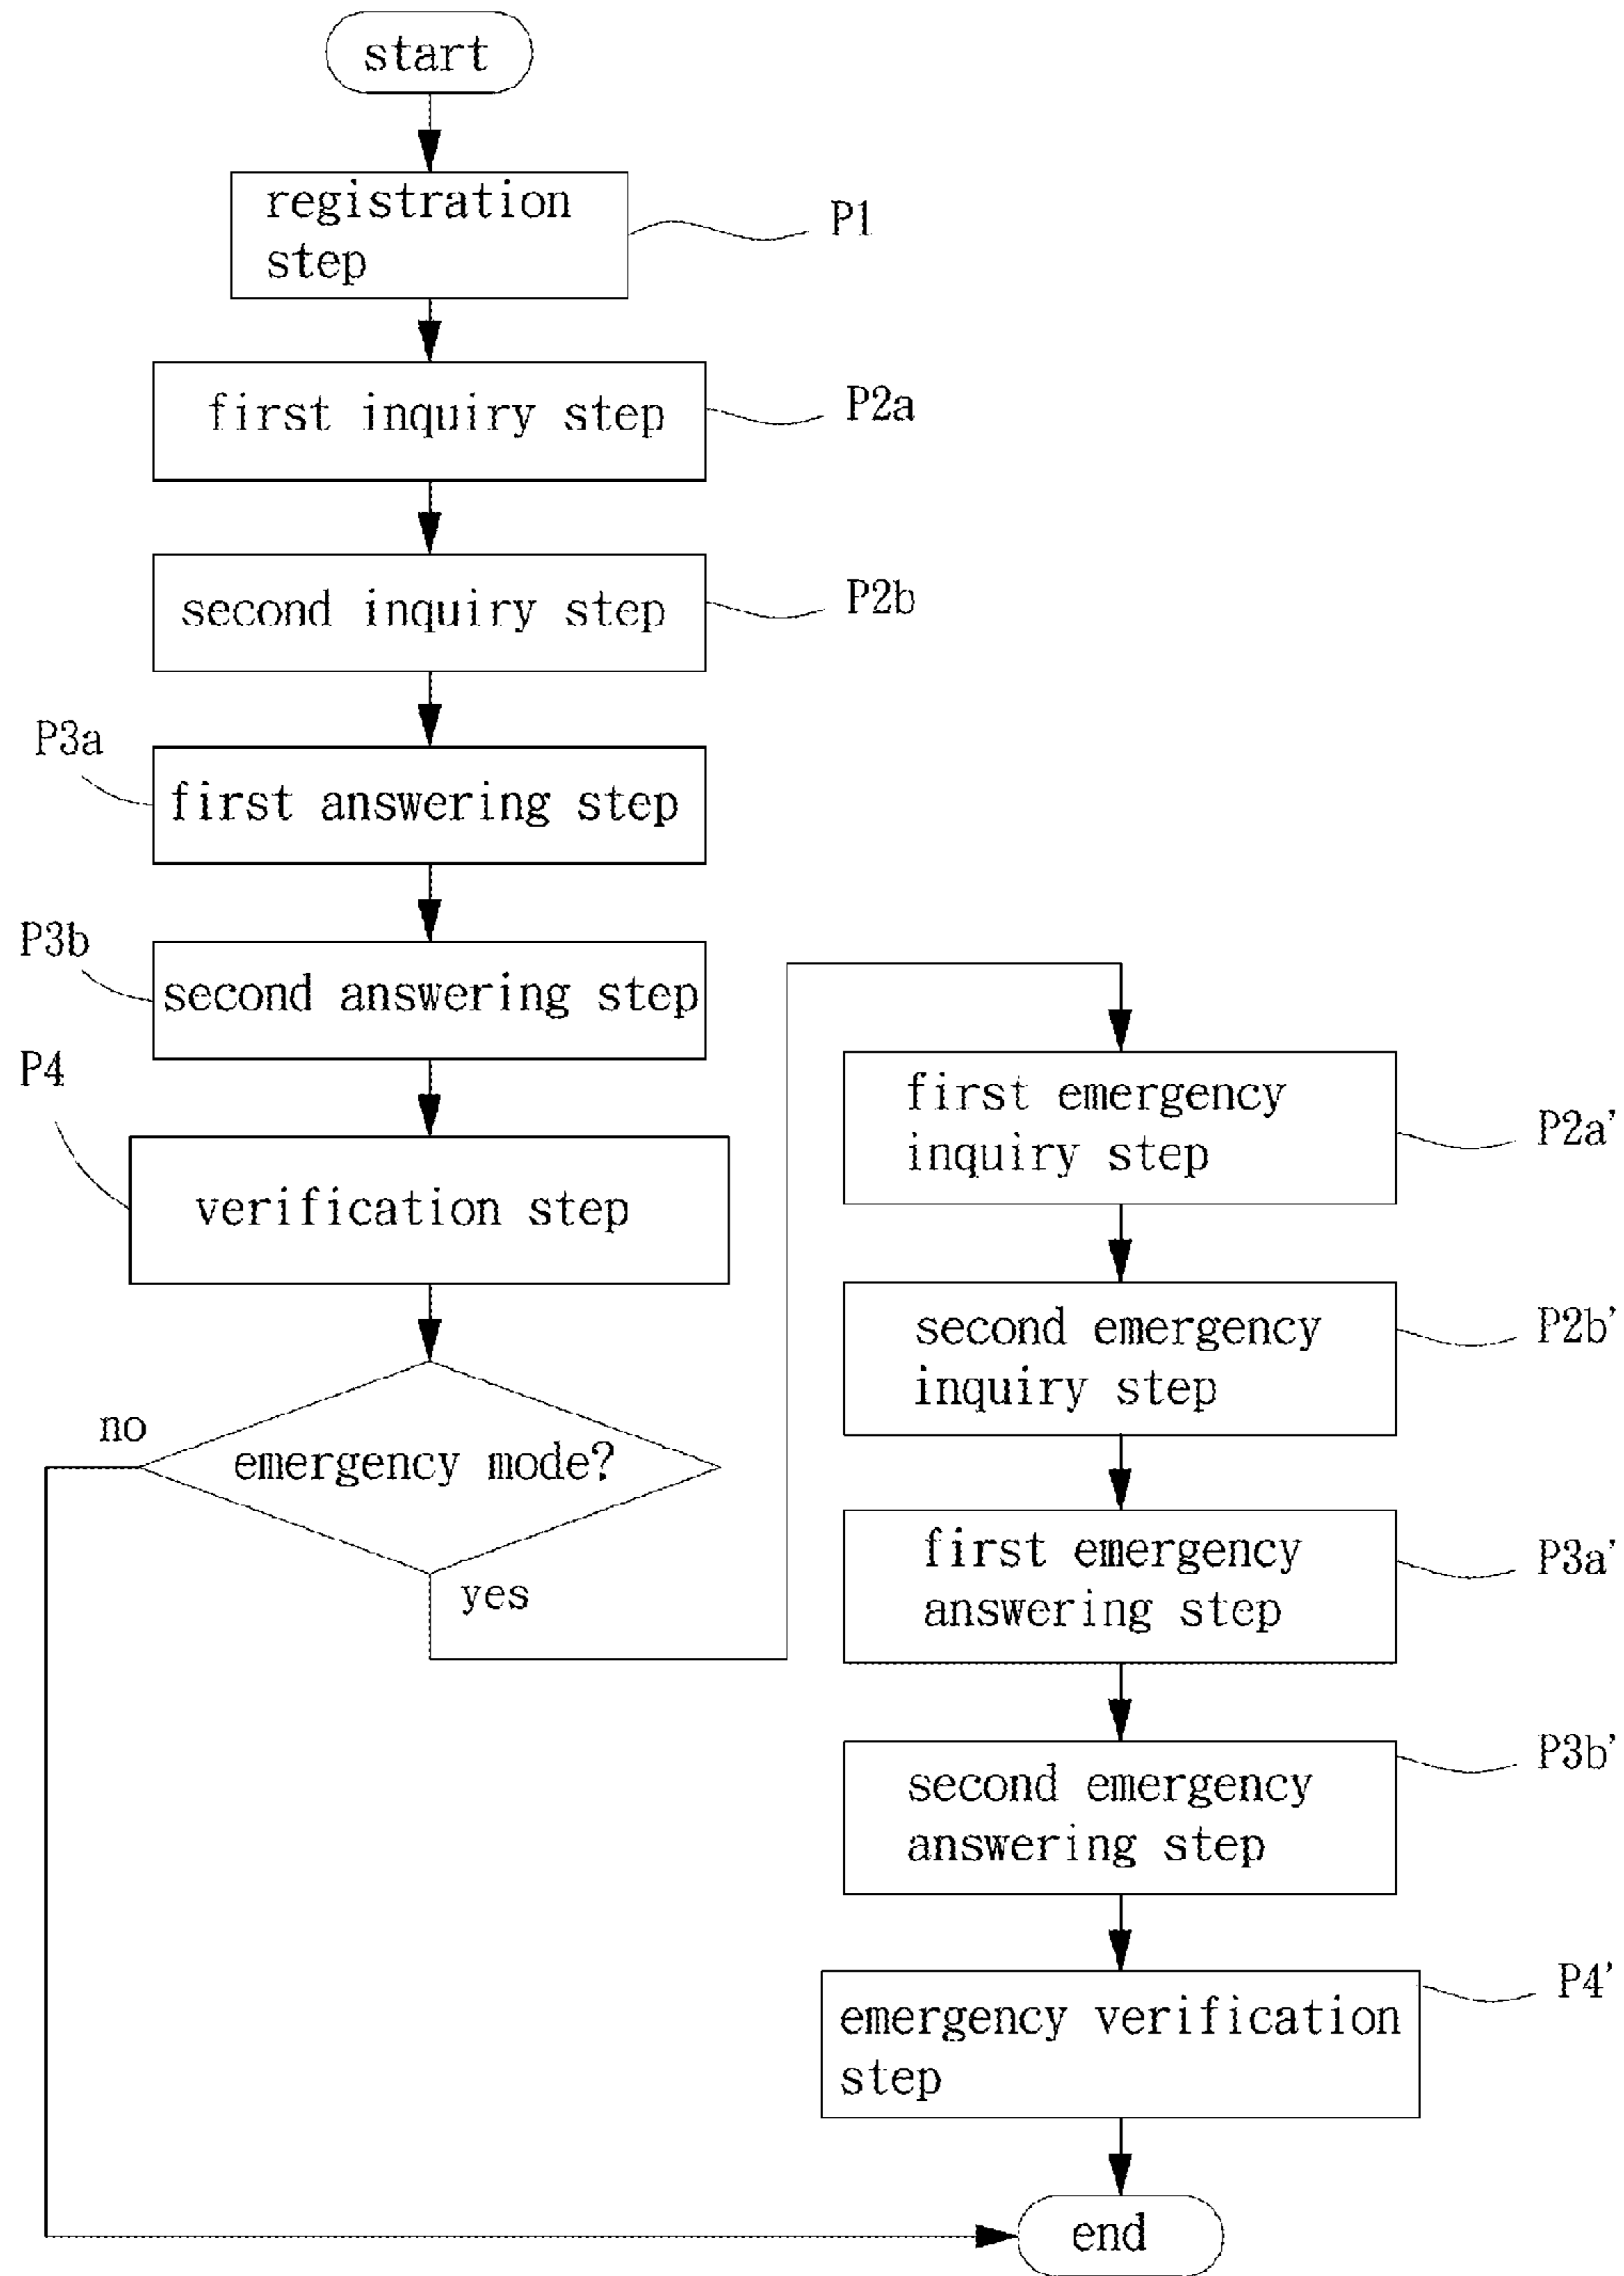 start
registration
step
P1
first inquiry step
P2a
second inquiry step
P2b
P3a
first answering step
P3b
second answering step
P4
verification step
emergency mode?
no
yes
first emergency
inquiry step
P2a'
second emergency
inquiry step
P2b'
first emergency
answering step
P3a'
second emergency
answering step
P3b'
emergency verification
step
P4'
end